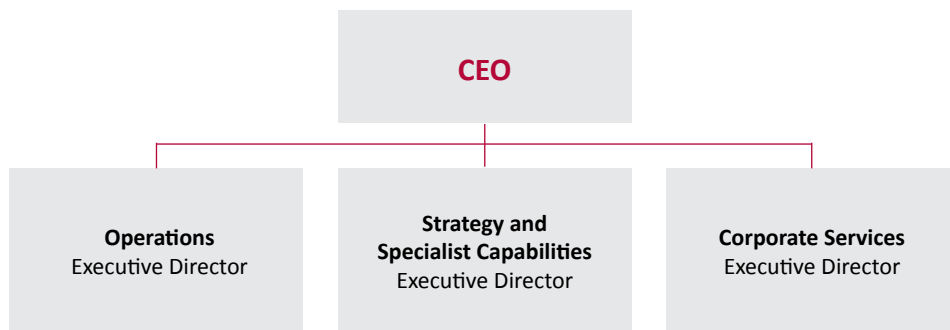 CEO
Operations
Executive Director
Strategy and
Specialist Capabilities
Executive Director
Corporate Services
Executive Director